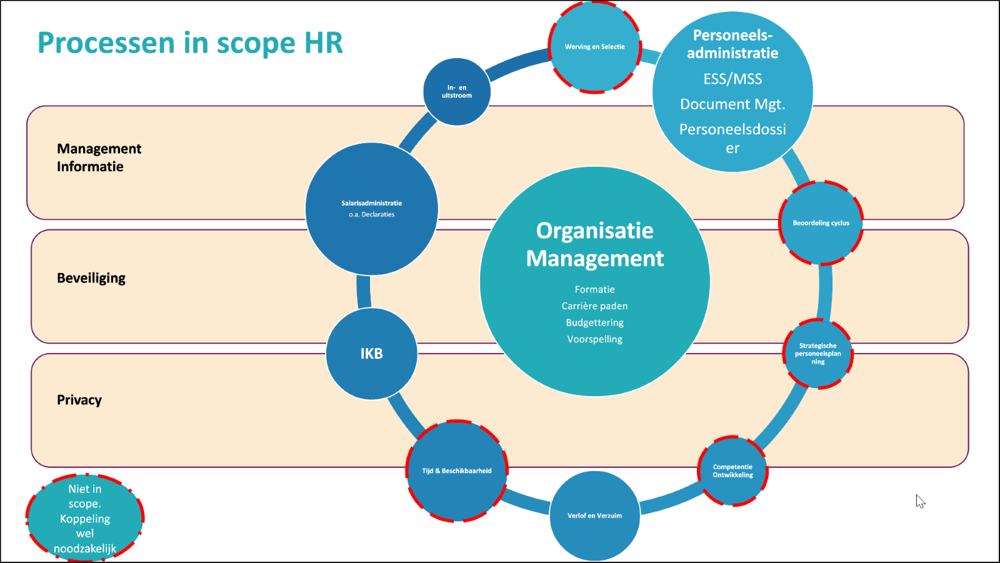 Processen in scope HR
Werving en Selectie
Personeels-
administratie
ESS/MSS
Document Mgt.
Personeelsdossi
er
In- en
uitstroom
Management
Informatie
Salarisadministratie
o.a. Declaraties
Organisatie
Management
Formatie
Carrière paden
Budgettering
Voorspelling
Beoordeling cyclus
Beveiliging
IKB
Strategische
personeelsplan
ning
Privacy
Tijd & Beschikbaarheid
Competentie
Ontwikkeling
Verlof en Verzuim
Niet in
scope.
Koppeling
wel
noodzakelijk